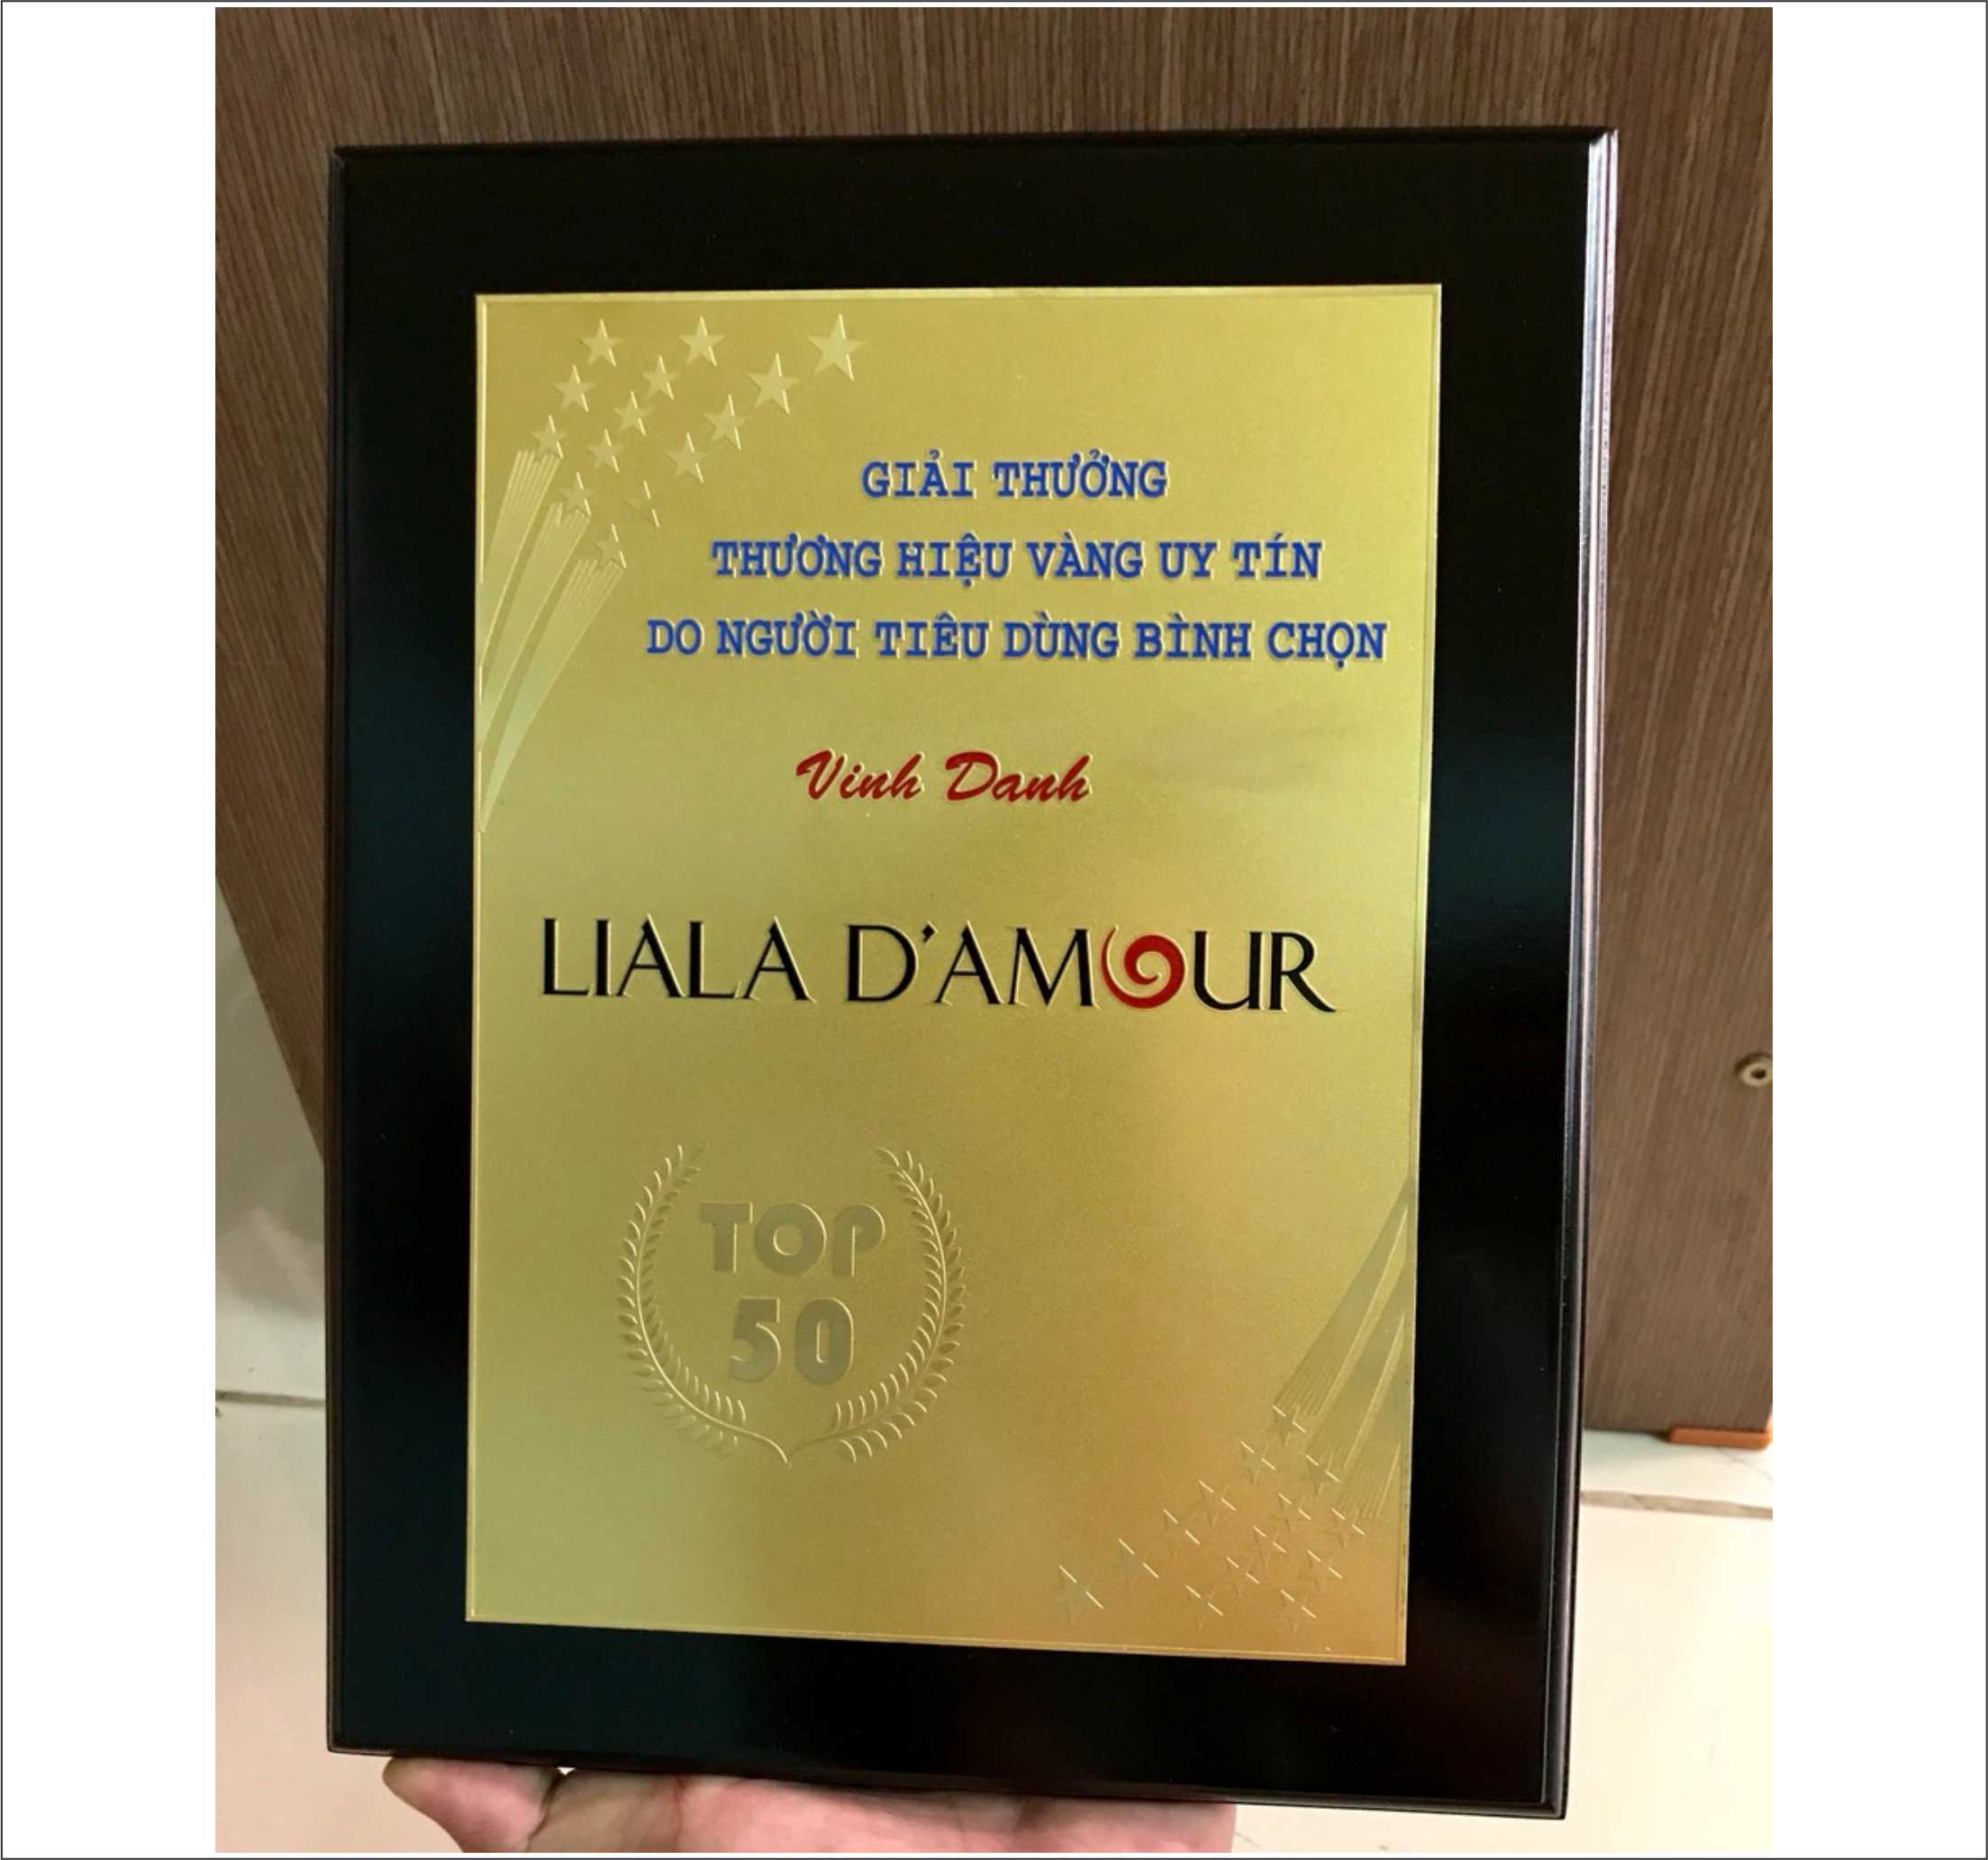 GIẢI THƯỞNG
THƯƠNG HIỆU VÀNG UY TÍN
DO NGƯỜI TIÊU DÙNG BÌNH CHỌN
Vinh Danh
LIALA D'AMOUR
TOP
50